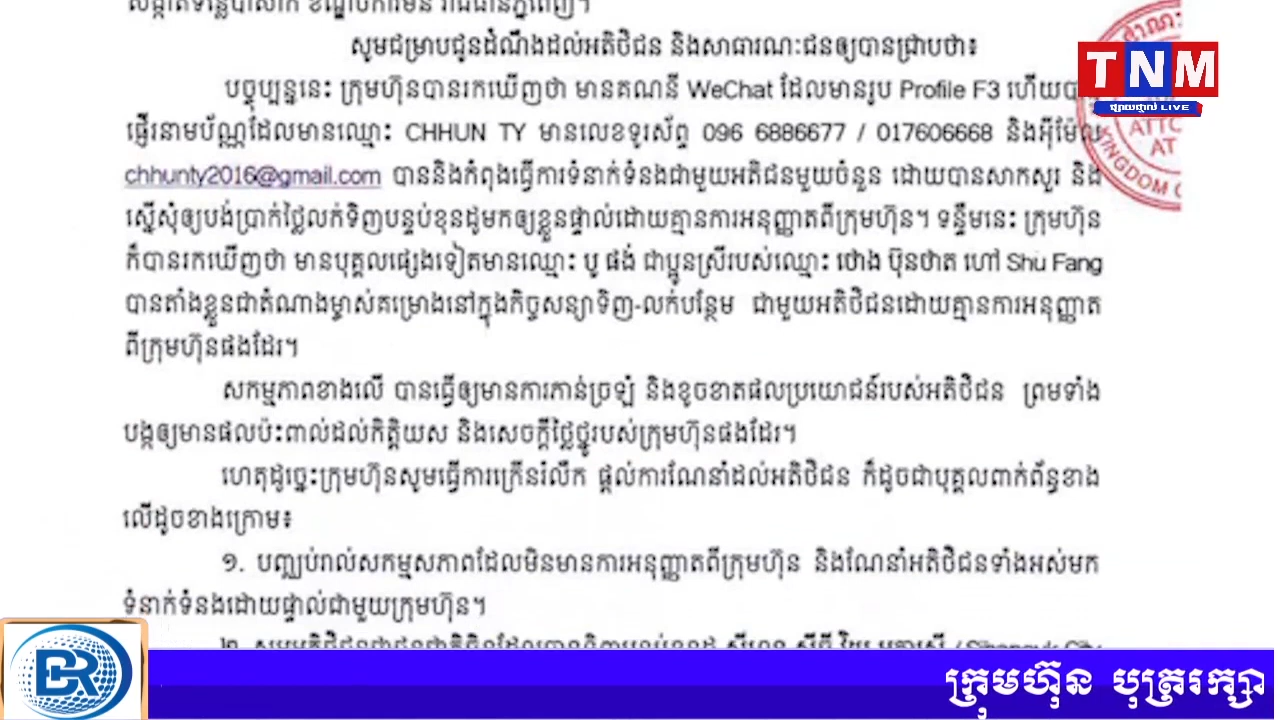 សូមជម្រាបជូនដំណឹងដល់អតិថិជន និងសាធារណៈជនឲ្យបានជ្រាបថា៖
បច្ចុប្បន្ននេះ ក្រុមហ៊ុនបានរកឃើញថា មានគណនី WeChat ដែលមានរូប Profile F3 ហើយបាន
ផ្ញើរនាមប័ណ្ណដែលមានឈ្មោះ CHHUN TY មានលេខទូរស័ព្ទ 096 6886677 / 017606668 និងអ៊ីម៉ែល
chhunty2016@gmail.com បាននិងកំពុងធ្វើការទំនាក់ទំនងជាមួយអតិជនមួយចំនួន ដោយបានសាកសួរ និង
ស្នើសុំឲ្យបង់ប្រាក់ថ្លៃលក់ទិញបន្ទប់ខុនដូមកឲ្យខ្លួនផ្ទាល់ដោយគ្មានការអនុញ្ញាតពីក្រុមហ៊ុន។ ទន្ទឹមនេះ ក្រុមហ៊ុន
ក៏បានរកឃើញថា មានបុគ្គលផ្សេងទៀតមានឈ្មោះ បូ ផង់ ជាប្អូនស្រីរបស់ឈ្មោះ ថោង ប៊ុនថាត ហៅ Shu Fang
បានតាំងខ្លួនជាតំណាងម្ចាស់គម្រោងនៅក្នុងកិច្ចសន្យាទិញ-លក់បន្ថែម ជាមួយអតិថិជនដោយគ្មានការអនុញ្ញាត
ពីក្រុមហ៊ុនផងដែរ។
សកម្មភាពខាងលើ បានធ្វើឲ្យមានការភាន់ច្រឡំ និងខូចខាតផលប្រយោជន៍របស់អតិថិជន ព្រមទាំង
បង្កឲ្យមានផលប៉ះពាល់ដល់កិត្តិយស និងសេចក្តីថ្លៃថ្នូររបស់ក្រុមហ៊ុនផងដែរ។
ហេតុដូច្នេះក្រុមហ៊ុនសូមធ្វើការក្រើនរំលឹក ផ្តល់ការណែនាំដល់អតិថិជន ក៏ដូចជាបុគ្គលពាក់ព័ន្ធខាង
លើដូចខាងក្រោម៖
១. បញ្ឈប់រាល់សកម្មសភាពដែលមិនមានការអនុញ្ញាតពីក្រុមហ៊ុន និងណែនាំអតិថិជនទាំងអស់មក
ទំនាក់ទំនងដោយផ្ទាល់ជាមួយក្រុមហ៊ុន។
TNM
ផ្សាយផ្ទាល់ LIVE
ATTO
AT
KINGDOM
BR
ក្រុមហ៊ុន បុត្ររក្សា